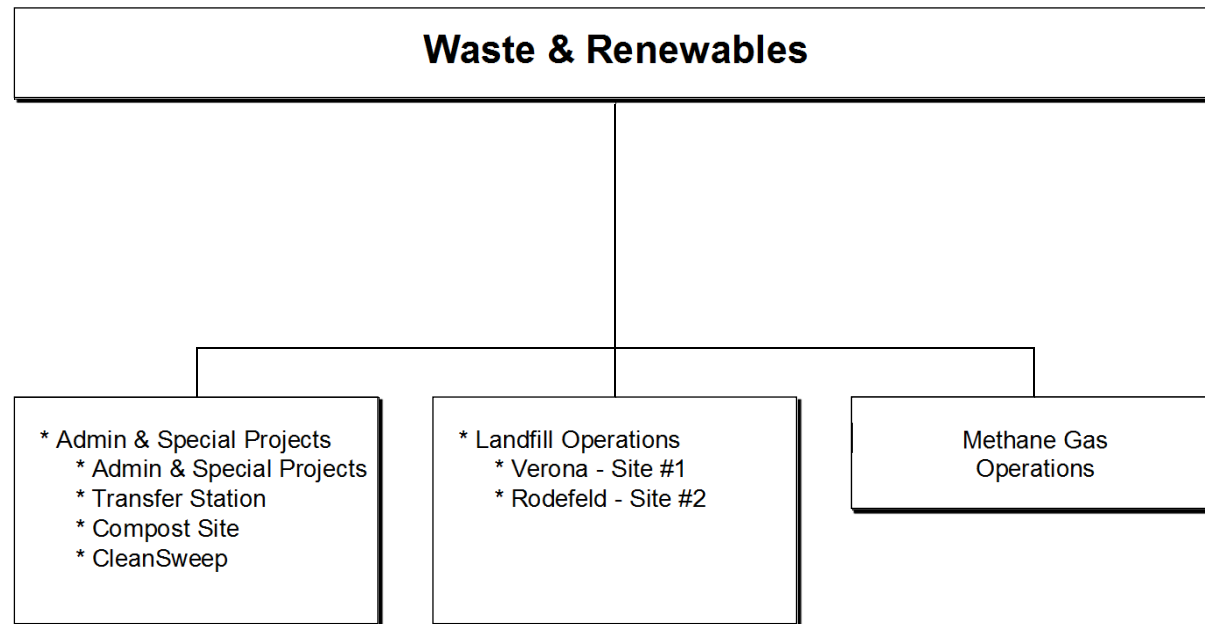 Waste & Renewables
* Admin & Special Projects
* Admin & Special Projects
* Transfer Station
* Compost Site
* CleanSweep
* Landfill Operations
* Verona - Site #1
* Rodefeld - Site #2
Methane Gas
Operations